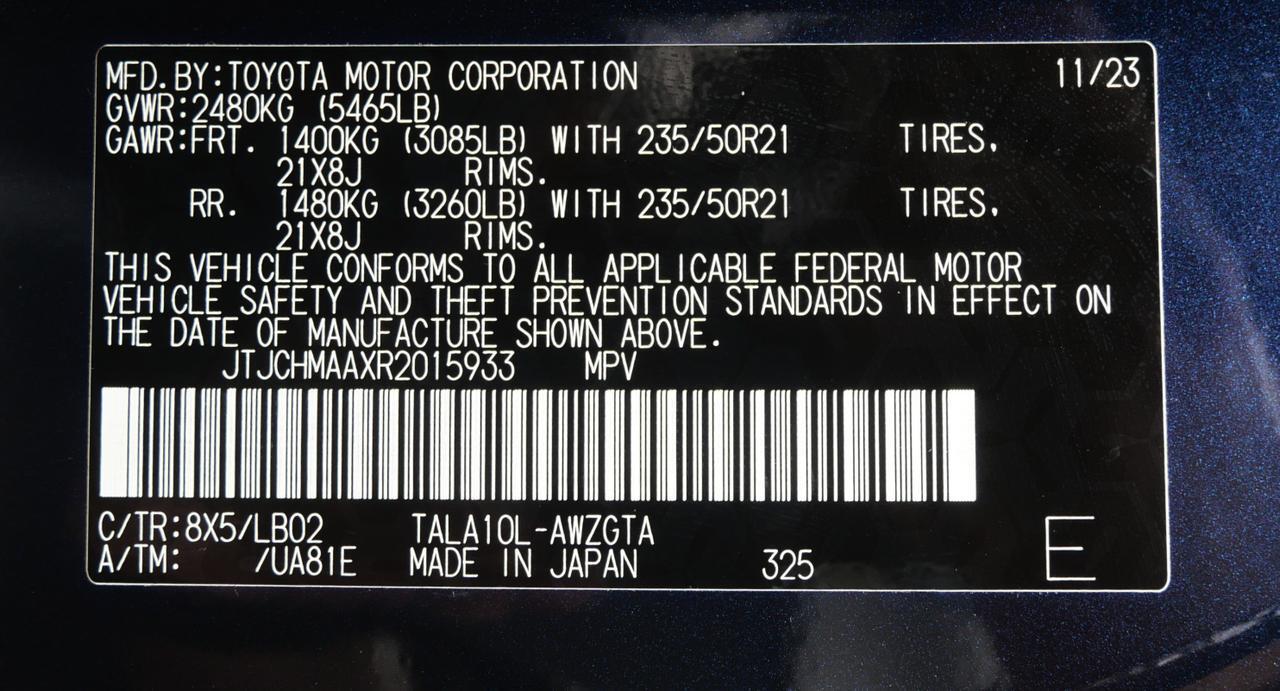 MFD.BY:TOYOTA MOTOR CORPORATION 11/23
GVWR:2480KG (5465LB)
GAWR:FRT. 1400KG (3085LB) WITH 235/50R21 TIRES.
21X8J RIMS.
RR. 1480KG (3260LB) WITH 235/50R21 TIRES.
21X8J RIMS.
THIS VEHICLE CONFORMS TO ALL APPLICABLE FEDERAL MOTOR
VEHICLE SAFETY AND THEFT PREVENTION STANDARDS IN EFFECT ON
THE DATE OF MANUFACTURE SHOWN ABOVE.
JTJCHMAAXR2015933 MPV
C/TR:8X5/LB02 TALA10L-AWZGTA
A/TM: /UA81E MADE IN JAPAN 325 E